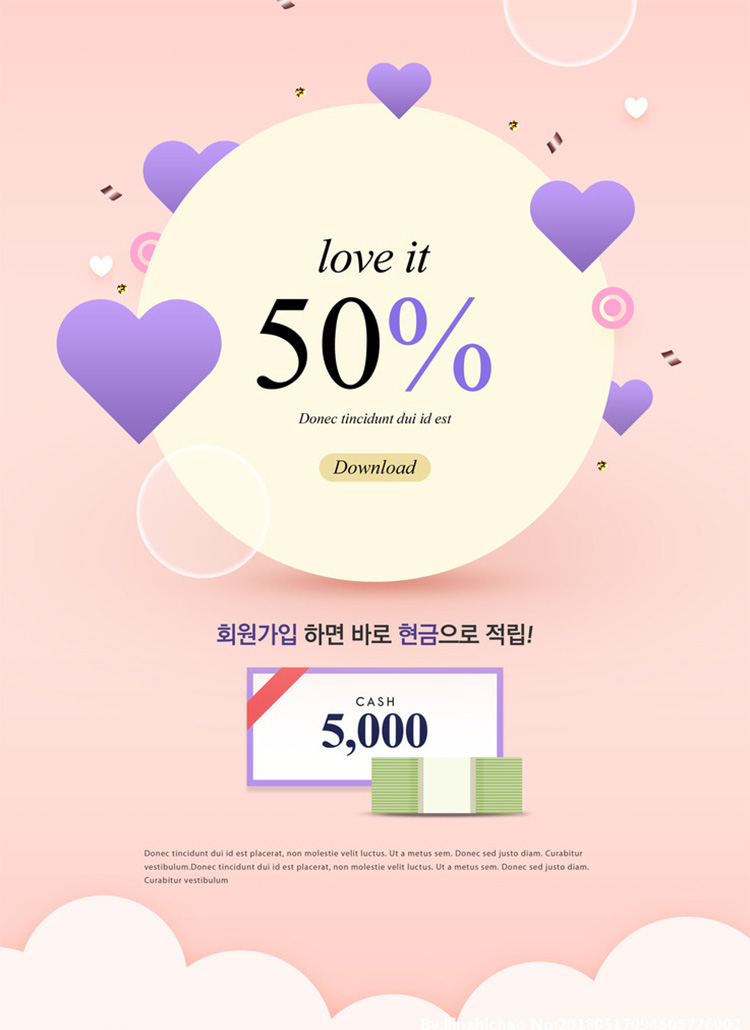 love it
50%
Donec tincidunt dui id est
Download
회원가입 하면 바로 현금으로 적립!
CASH
5,000
Donec tincidunt dui id est placerat, non molestie velit luctus. Ut a metus sem. Donec sed justo diam. Curabitur
vestibulum.Donec tincidunt dui id est placerat, non molestie velit luctus. Ut a metus sem. Donec sed justo diam.
Curabitur vestibulum